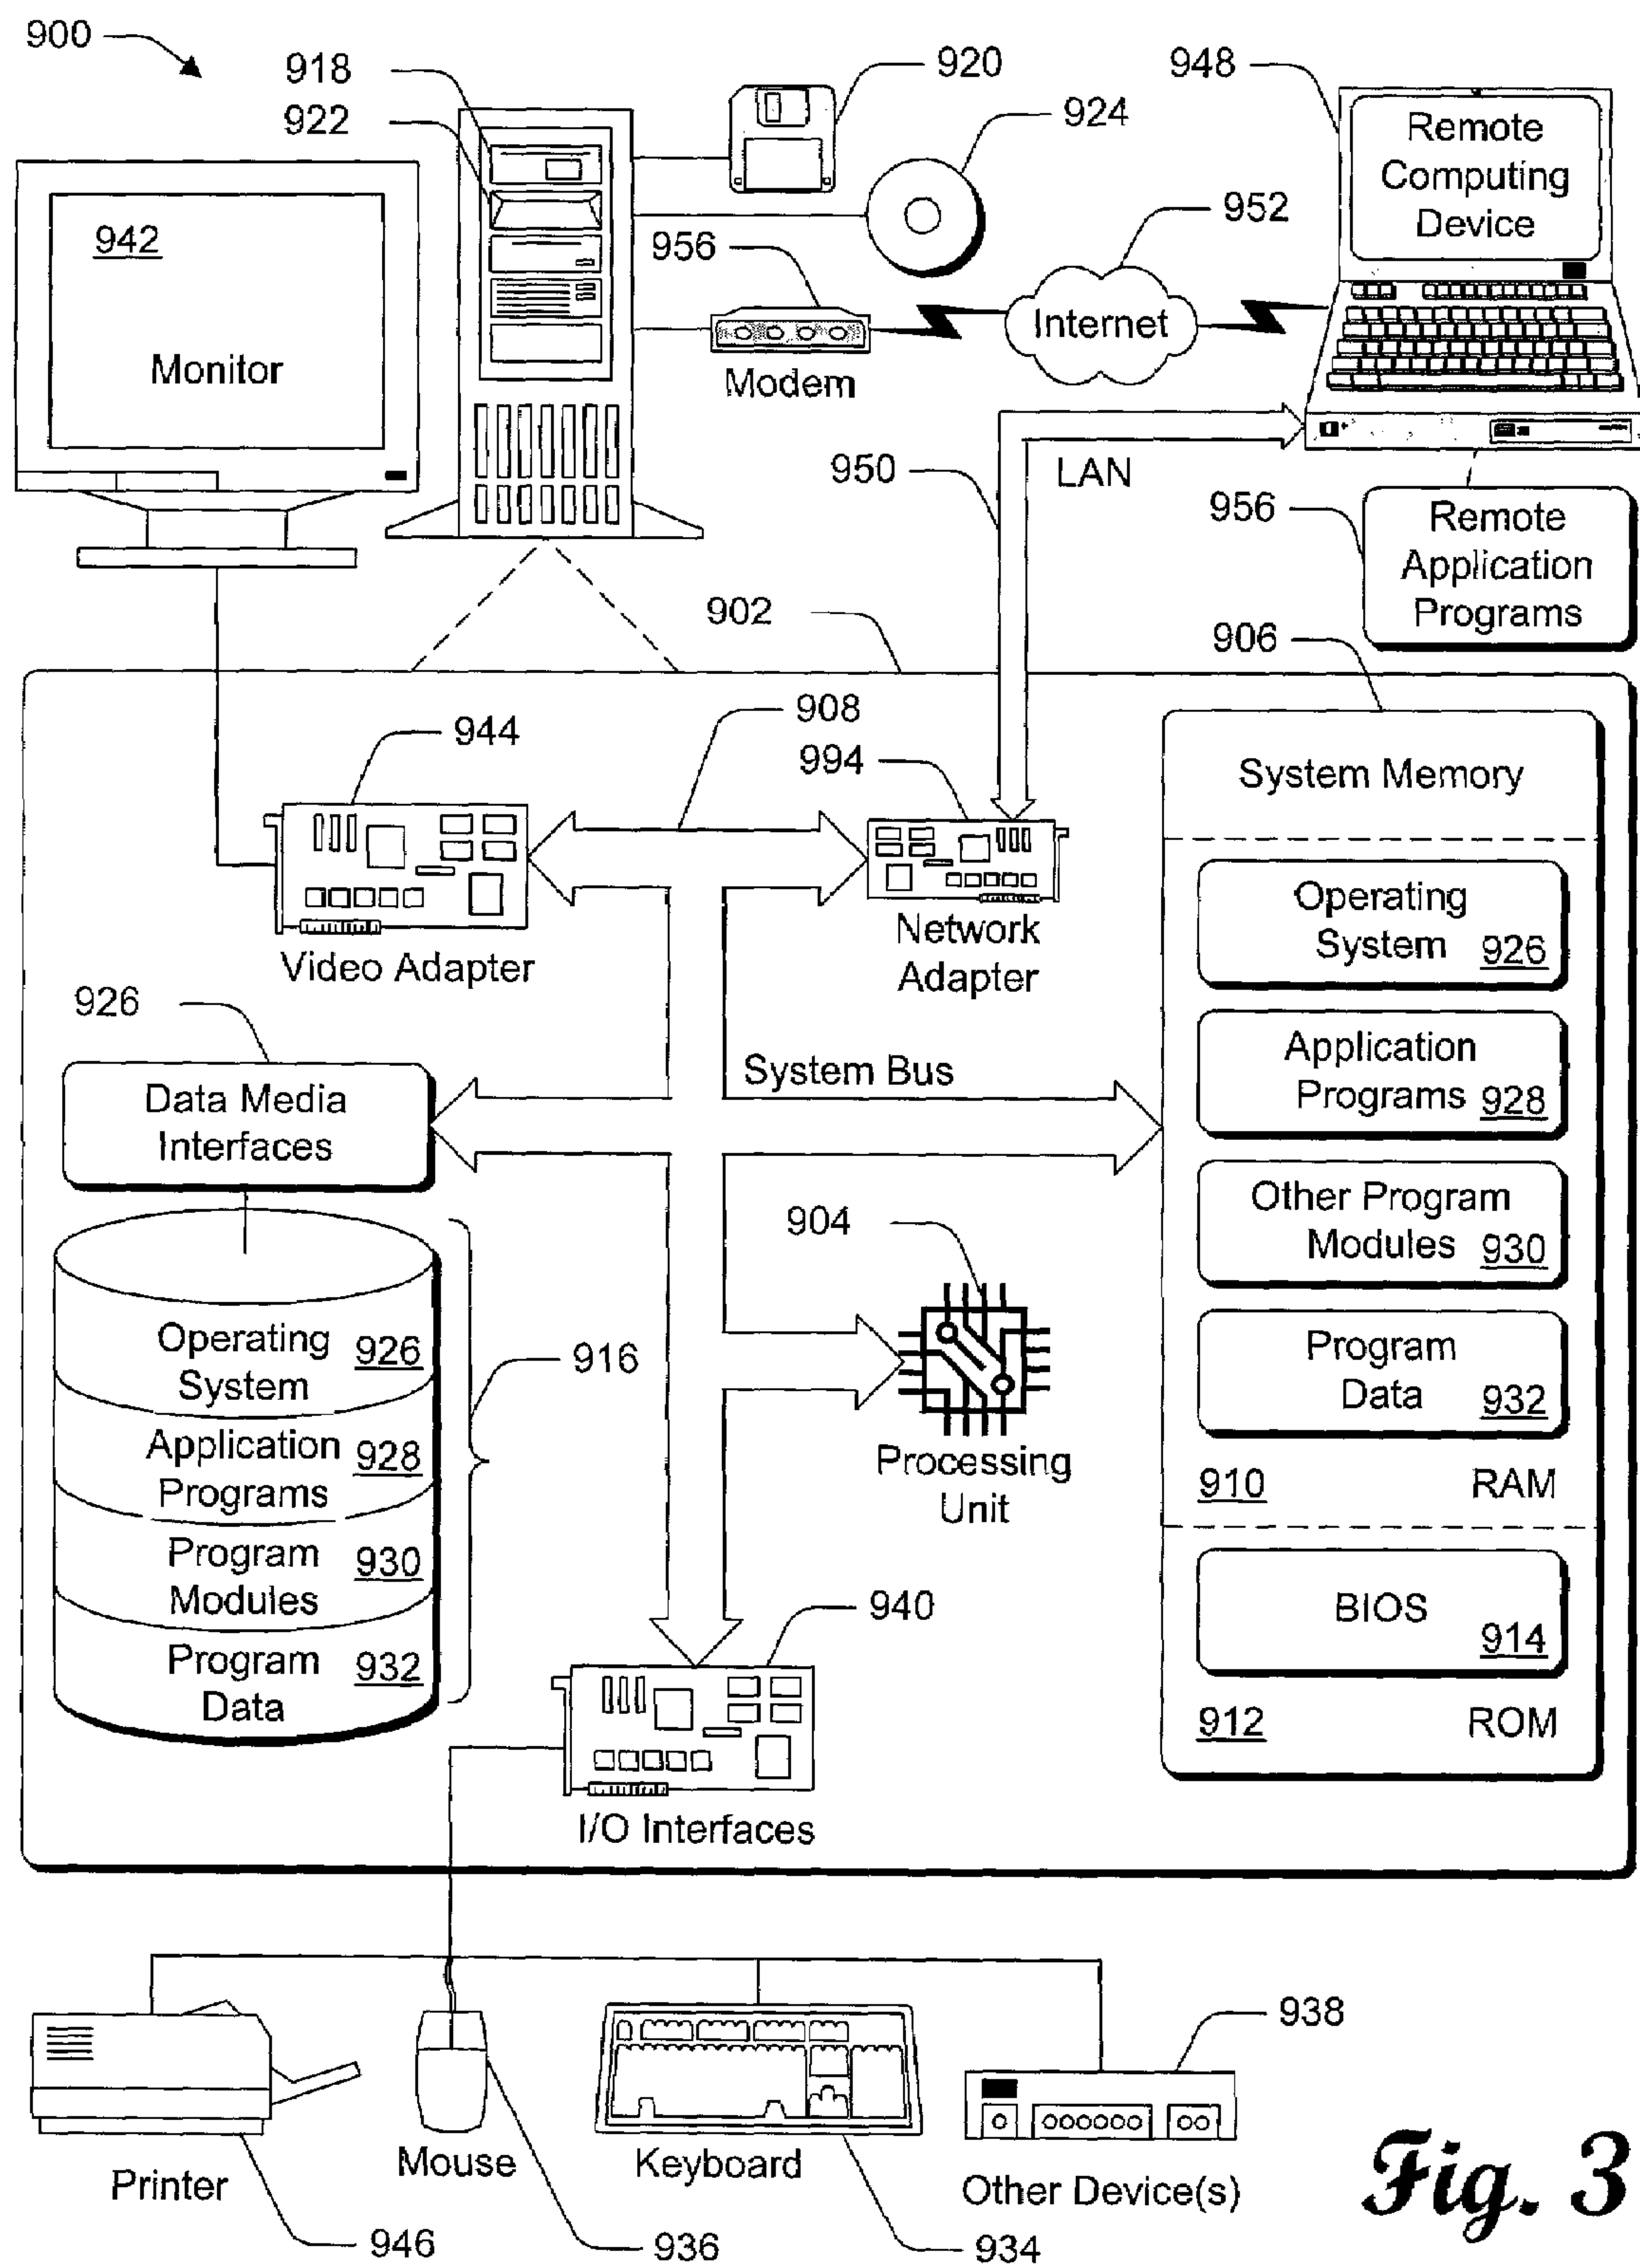 900
918
922
920
924
948
Remote
Computing
Device
942
Monitor
956
Modem
952
Internet
950
LAN
956
Remote
Application
Programs
902
906
944
908
994
Video Adapter
Network
Adapter
System Memory
Operating
System 926
Application
Programs 928
Other Program
Modules 930
Program
Data 932
910 RAM
BIOS
914
912 ROM
926
Data Media
Interfaces
System Bus
904
Processing
Unit
Operating
System 926
Application
Programs 928
Program
Modules 930
Program
Data 932
916
940
I/O Interfaces
Printer
946
Mouse
936
Keyboard
934
938
Other Device(s)
Fig. 3